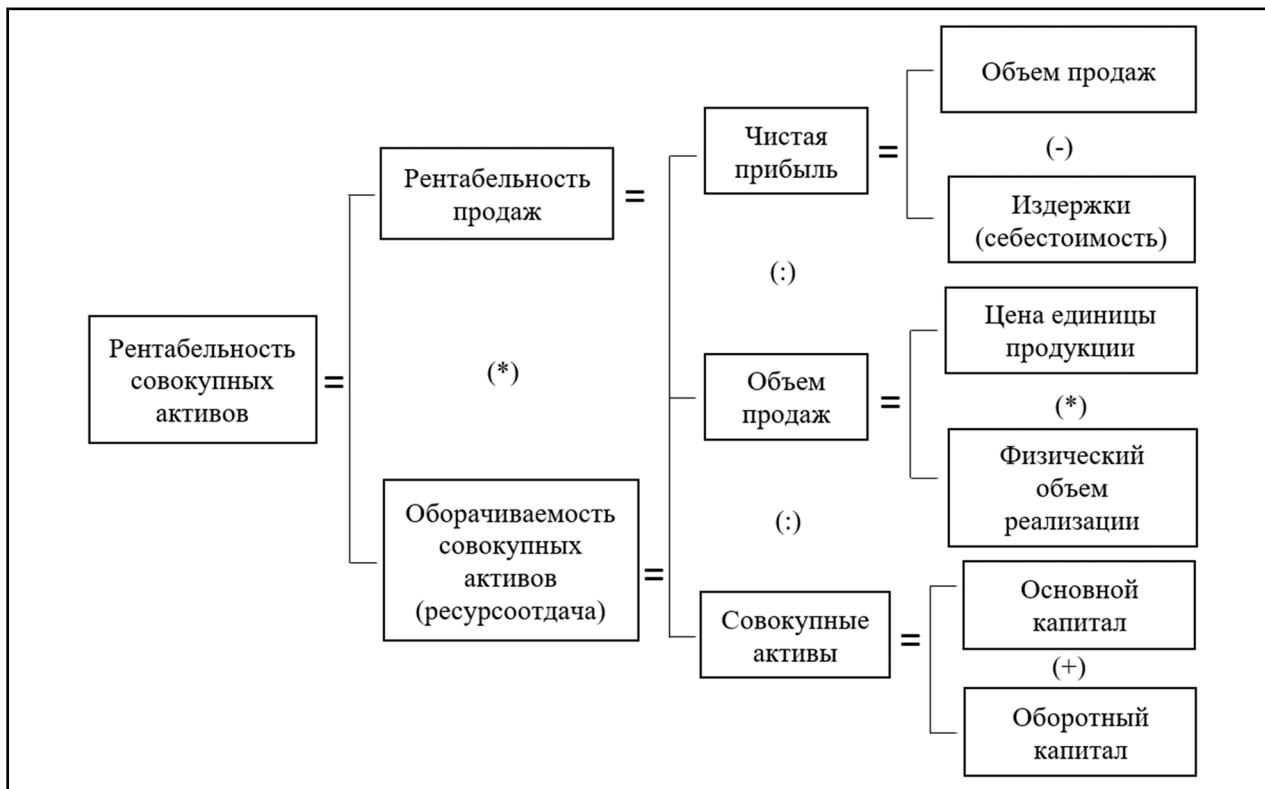 Рентабельность
совокупных
активов
=
Рентабельность
продаж
=
(*)
Оборачиваемость
совокупных
активов
(ресурсоотдача)
=
Чистая
прибыль
=
(:)
Объем
продаж
=
(:)
Совокупные
активы
=
Объем продаж
(-)
Издержки
(себестоимость)
Цена единицы
продукции
(*)
Физический
объем
реализации
Основной
капитал
(+)
Оборотный
капитал